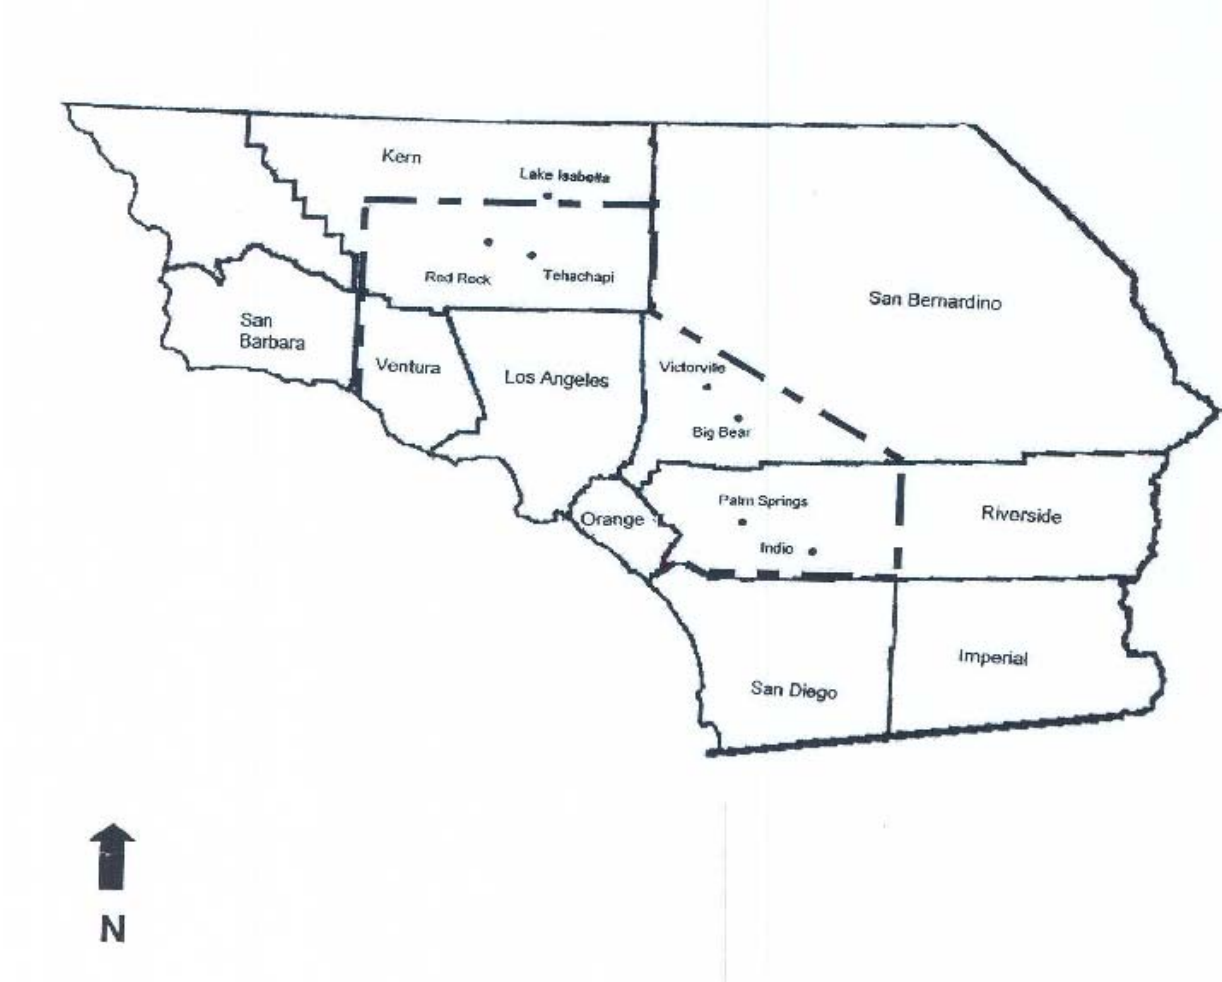 Kern
Lake Isabella
Red Rock
Tehachapi
San Bernardino
San
Barbara
Ventura
Los Angeles
Victorville
Big Bear
Palm Springs
Orange
Riverside
Indio
Imperial
San Diego
N